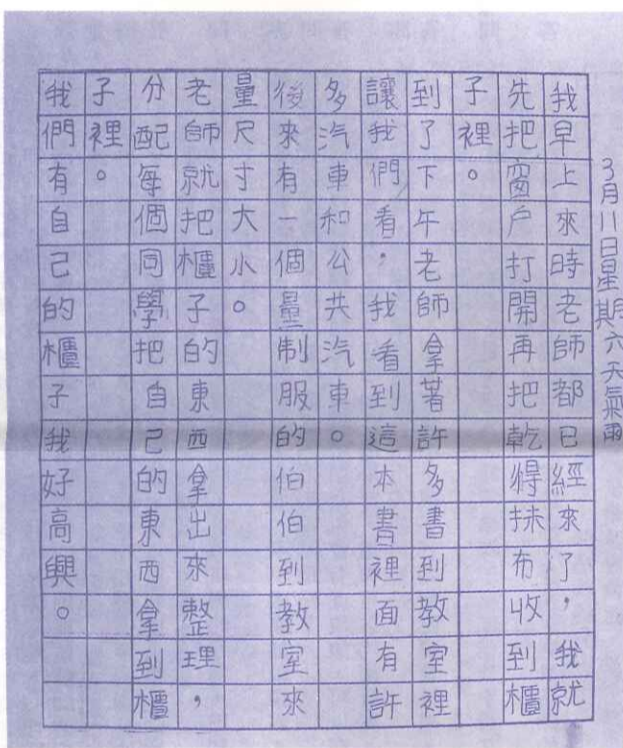 3月11日星期六天氣雨
我早上來時老師都已經來了，我就
先把窗戶打開再把乾得抹布收到櫃
子裡。
到了下午老師拿著許多書到教室裡
讓我們看，我看到這本書裡面有許
多汽車和公共汽車。
後來有一個量制服的伯伯到教室來
量尺寸大小。
老師就把櫃子的東西拿出來整理，
分配每個同學把自己的東西拿到櫃
子裡。
我們有自己的櫃子我好高興。